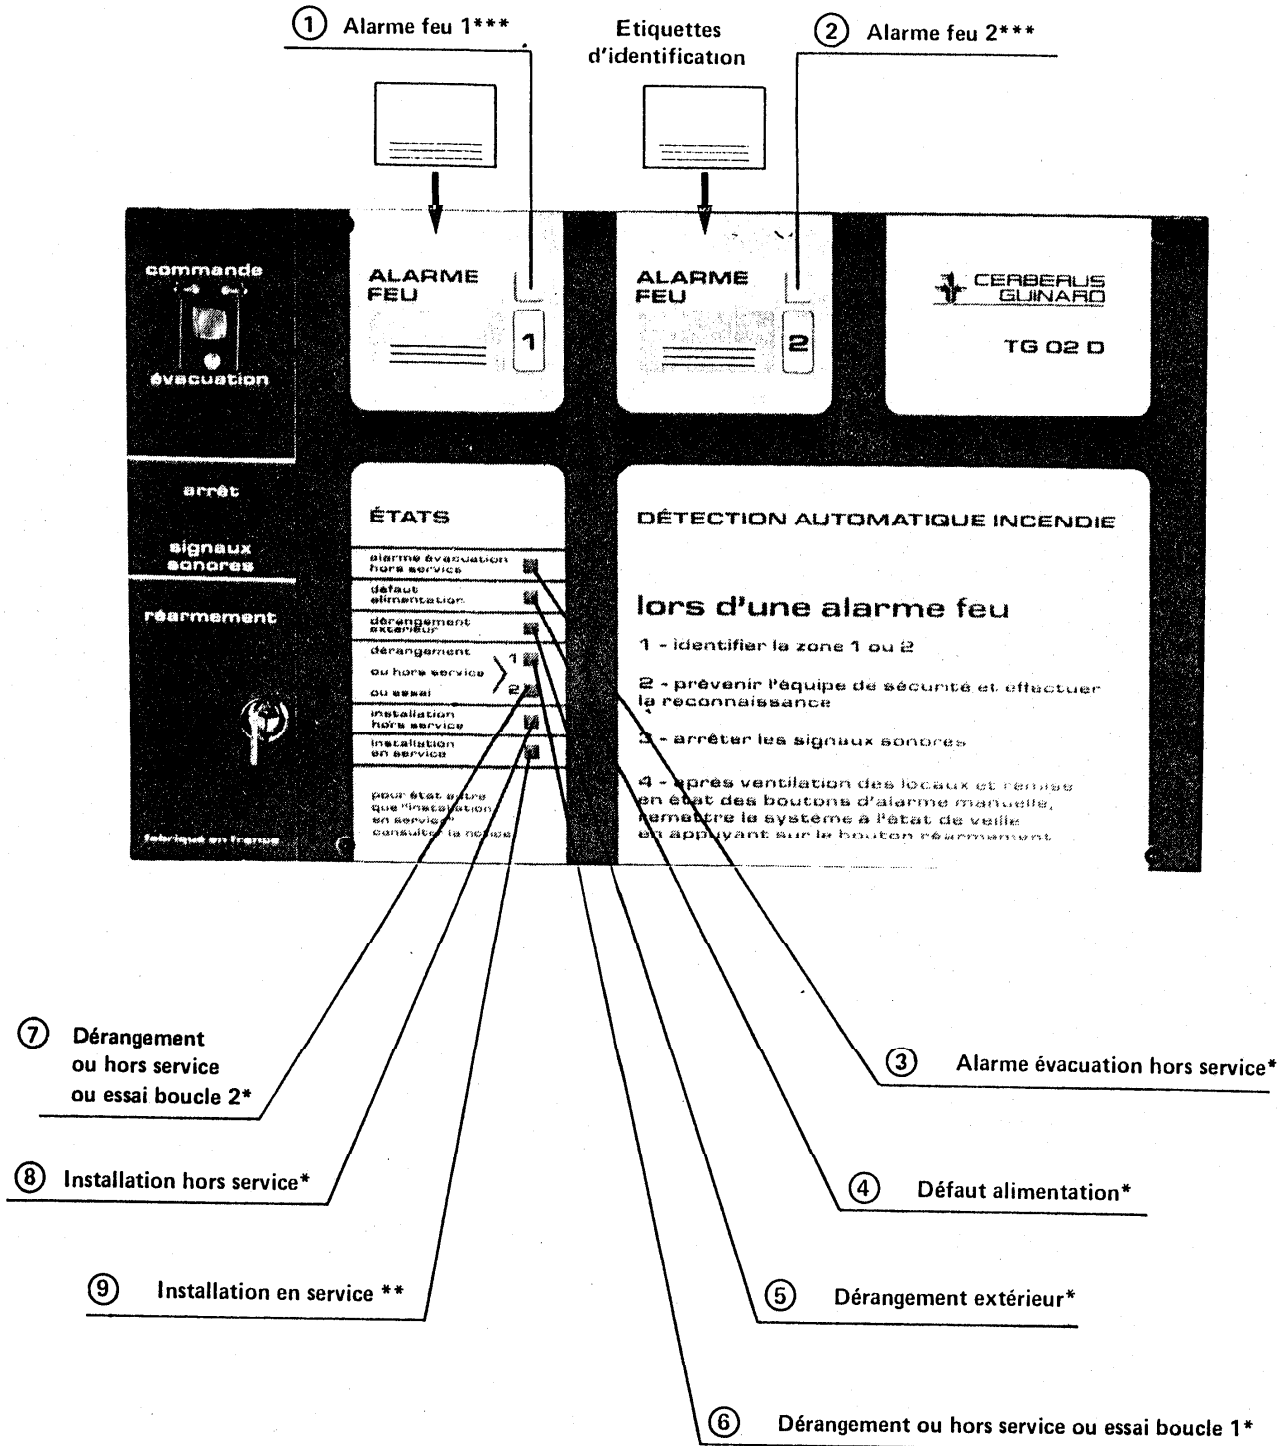 ① Alarme feu 1***
Etiquettes
d'identification
② Alarme feu 2***
commande
évacuation
arrêt
signaux
sonores
réarmement
fabriqué en france
ALARME
FEU
1
ALARME
FEU
2
CERBERUS
GUINARD
TG 02 D
ÉTATS
alarme évacuation
hors service
défaut
alimentation
dérangement
extérieur
dérangement
1
ou hors service
ou essai
2
installation
hors service
installation
en service
pour état autre
que "installation
en service"
consulter la notice
DÉTECTION AUTOMATIQUE INCENDIE
lors d'une alarme feu
1 - identifier la zone 1 ou 2
2 - prévenir l'équipe de sécurité et effectuer
la reconnaissance
3 - arrêter les signaux sonores
4 - après ventilation des locaux et remise
en état des boutons d'alarme manuelle,
remettre le système à l'état de veille
en appuyant sur le bouton réarmement
⑦ Dérangement
ou hors service
ou essai boucle 2*
③ Alarme évacuation hors service*
⑧ Installation hors service*
④ Défaut alimentation*
⑨ Installation en service **
⑤ Dérangement extérieur*
⑥ Dérangement ou hors service ou essai boucle 1*